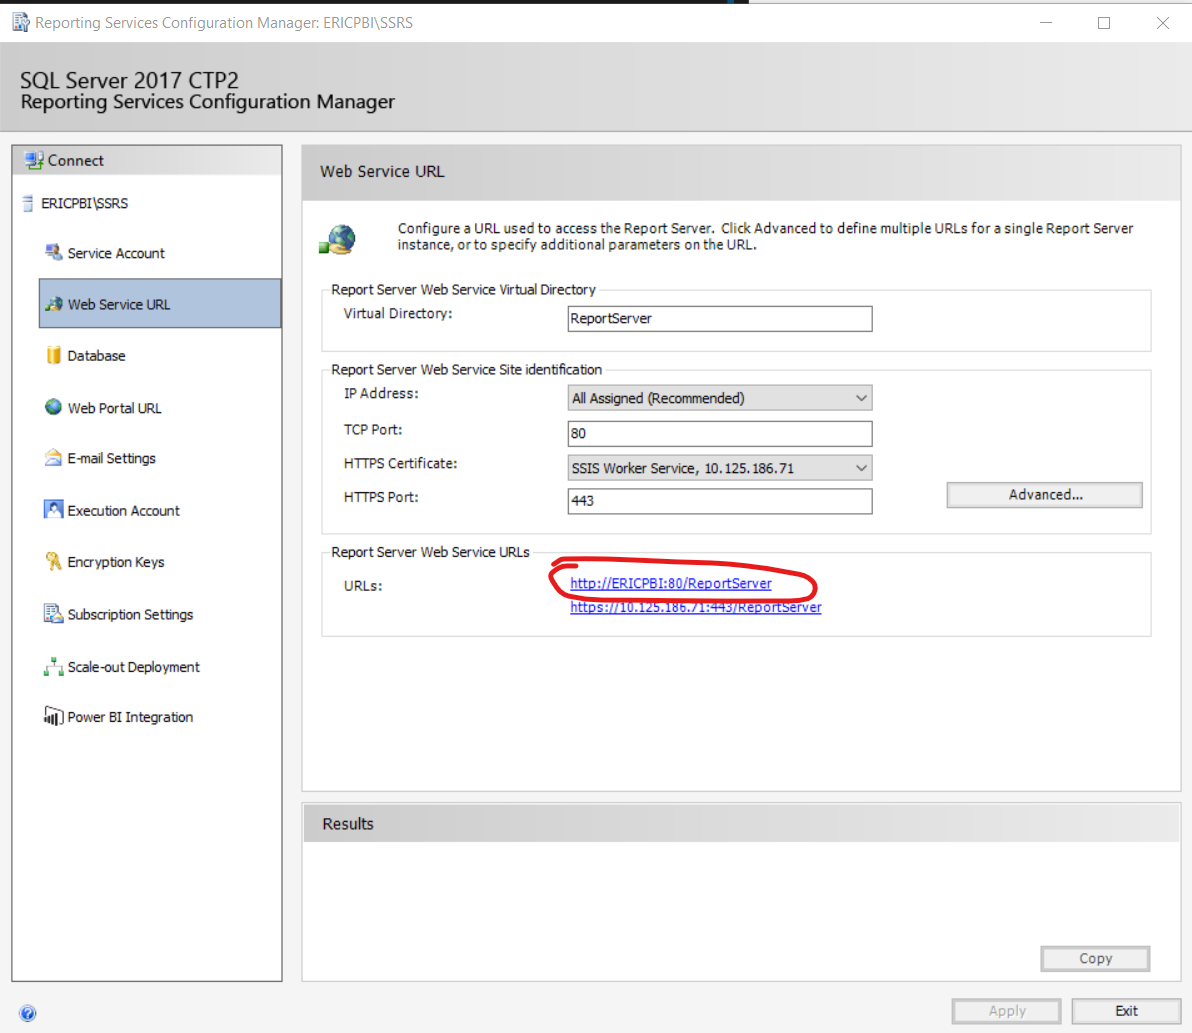 Reporting Services Configuration Manager: ERICPBI\SSRS
SQL Server 2017 CTP2
Reporting Services Configuration Manager
Connect
ERICPBI\SSRS
Service Account
Web Service URL
Database
Web Portal URL
E-mail Settings
Execution Account
Encryption Keys
Subscription Settings
Scale-out Deployment
Power BI Integration
Web Service URL
Configure a URL used to access the Report Server.  Click Advanced to define multiple URLs for a single Report Server
instance, or to specify additional parameters on the URL.
Report Server Web Service Virtual Directory
Virtual Directory: ReportServer
Report Server Web Service Site identification
IP Address: All Assigned (Recommended)
TCP Port: 80
HTTPS Certificate: SSIS Worker Service, 10.125.186.71
HTTPS Port: 443
Advanced...
Report Server Web Service URLs
URLs: http://ERICPBI:80/ReportServer
https://10.125.186.71:443/ReportServer
Results
Copy
Apply
Exit